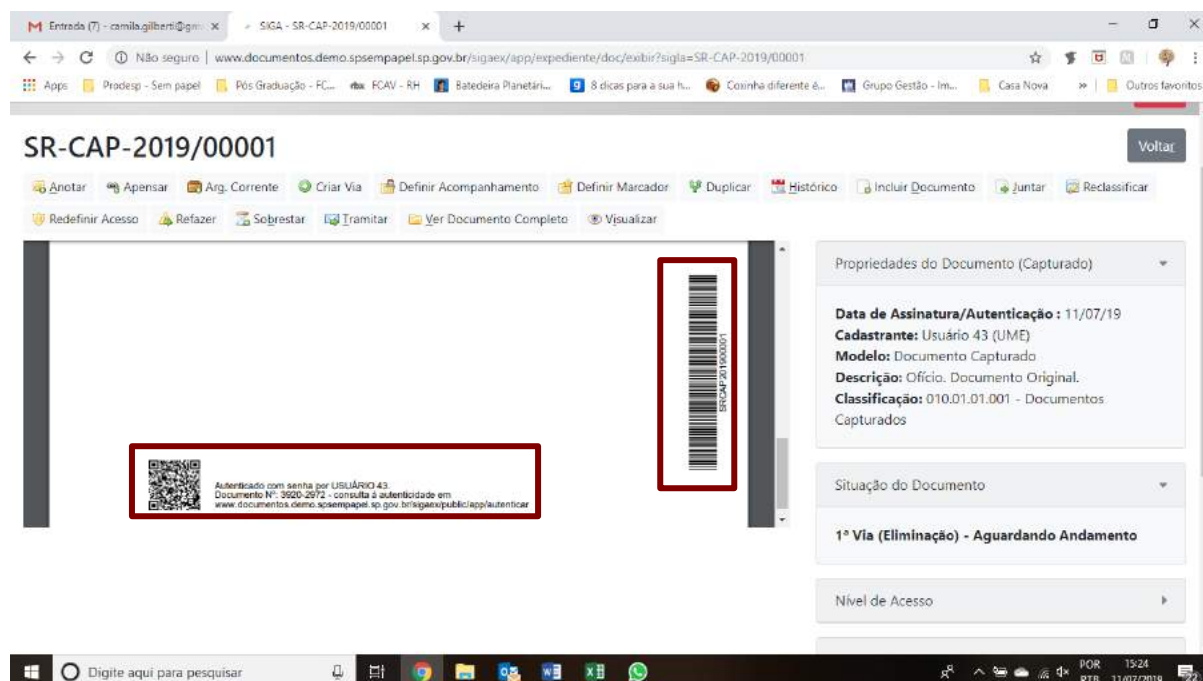 Entrada (7) - camila.gilberti@gm
SIGA - SR-CAP-2019/00001
Não seguro | www.documentos.demo.spsempapel.sp.gov.br/sigaex/app/expediente/doc/exibir?sigla=SR-CAP-2019/00001
Apps Prodesp - Sem papel Pós Graduação - FC... FCAV - RH Batedeira Planetári... 8 dicas para a sua h... Coxinha diferente é... Grupo Gestão - Im... Casa Nova » Outros favoritos
SR-CAP-2019/00001
Voltar
Anotar Apensar Arq. Corrente Criar Via Definir Acompanhamento Definir Marcador Duplicar Histórico Incluir Documento Juntar Reclassificar
Redefinir Acesso Refazer Sobrestar Tramitar Ver Documento Completo Visualizar
SRCAP201900001
Autenticado com senha por USUÁRIO 43.
Documento Nº: 3920-2972 - consulta à autenticidade em
www.documentos.demo.spsempapel.sp.gov.br/sigaex/public/app/autenticar
Propriedades do Documento (Capturado)
Data de Assinatura/Autenticação : 11/07/19
Cadastrante: Usuário 43 (UME)
Modelo: Documento Capturado
Descrição: Ofício. Documento Original.
Classificação: 010.01.01.001 - Documentos
Capturados
Situação do Documento
1ª Via (Eliminação) - Aguardando Andamento
Nível de Acesso
Digite aqui para pesquisar
POR 15:24
PTB 11/07/2019